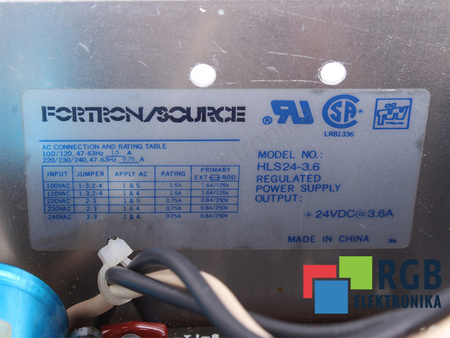 FORTRON/SOURCE
LR81336
AC CONNECTION AND RATING TABLE
100/120, 47-63Hz 1.5 A
220/230/240, 47-63Hz 0.75 A
INPUT JUMPER APPLY AC RATING PRIMARY EXT ROD
100VAC 1-3,2-4 1 & 5 1.5A 1.6A/125V
120VAC 1-3,2-4 1 & 4 1.5A 1.6A/125V
220VAC 2-3 1 & 5 0.75A 0.8A/250V
230VAC 2-3 1 & 5 0.75A 0.8A/250V
240VAC 2-3 1 & 4 0.75A 0.8A/250V
MODEL NO.:
HLS24-3.6
REGULATED
POWER SUPPLY
OUTPUT:
+24VDC@3.6A
MADE IN CHINA
RGB
ELEKTRONIKA